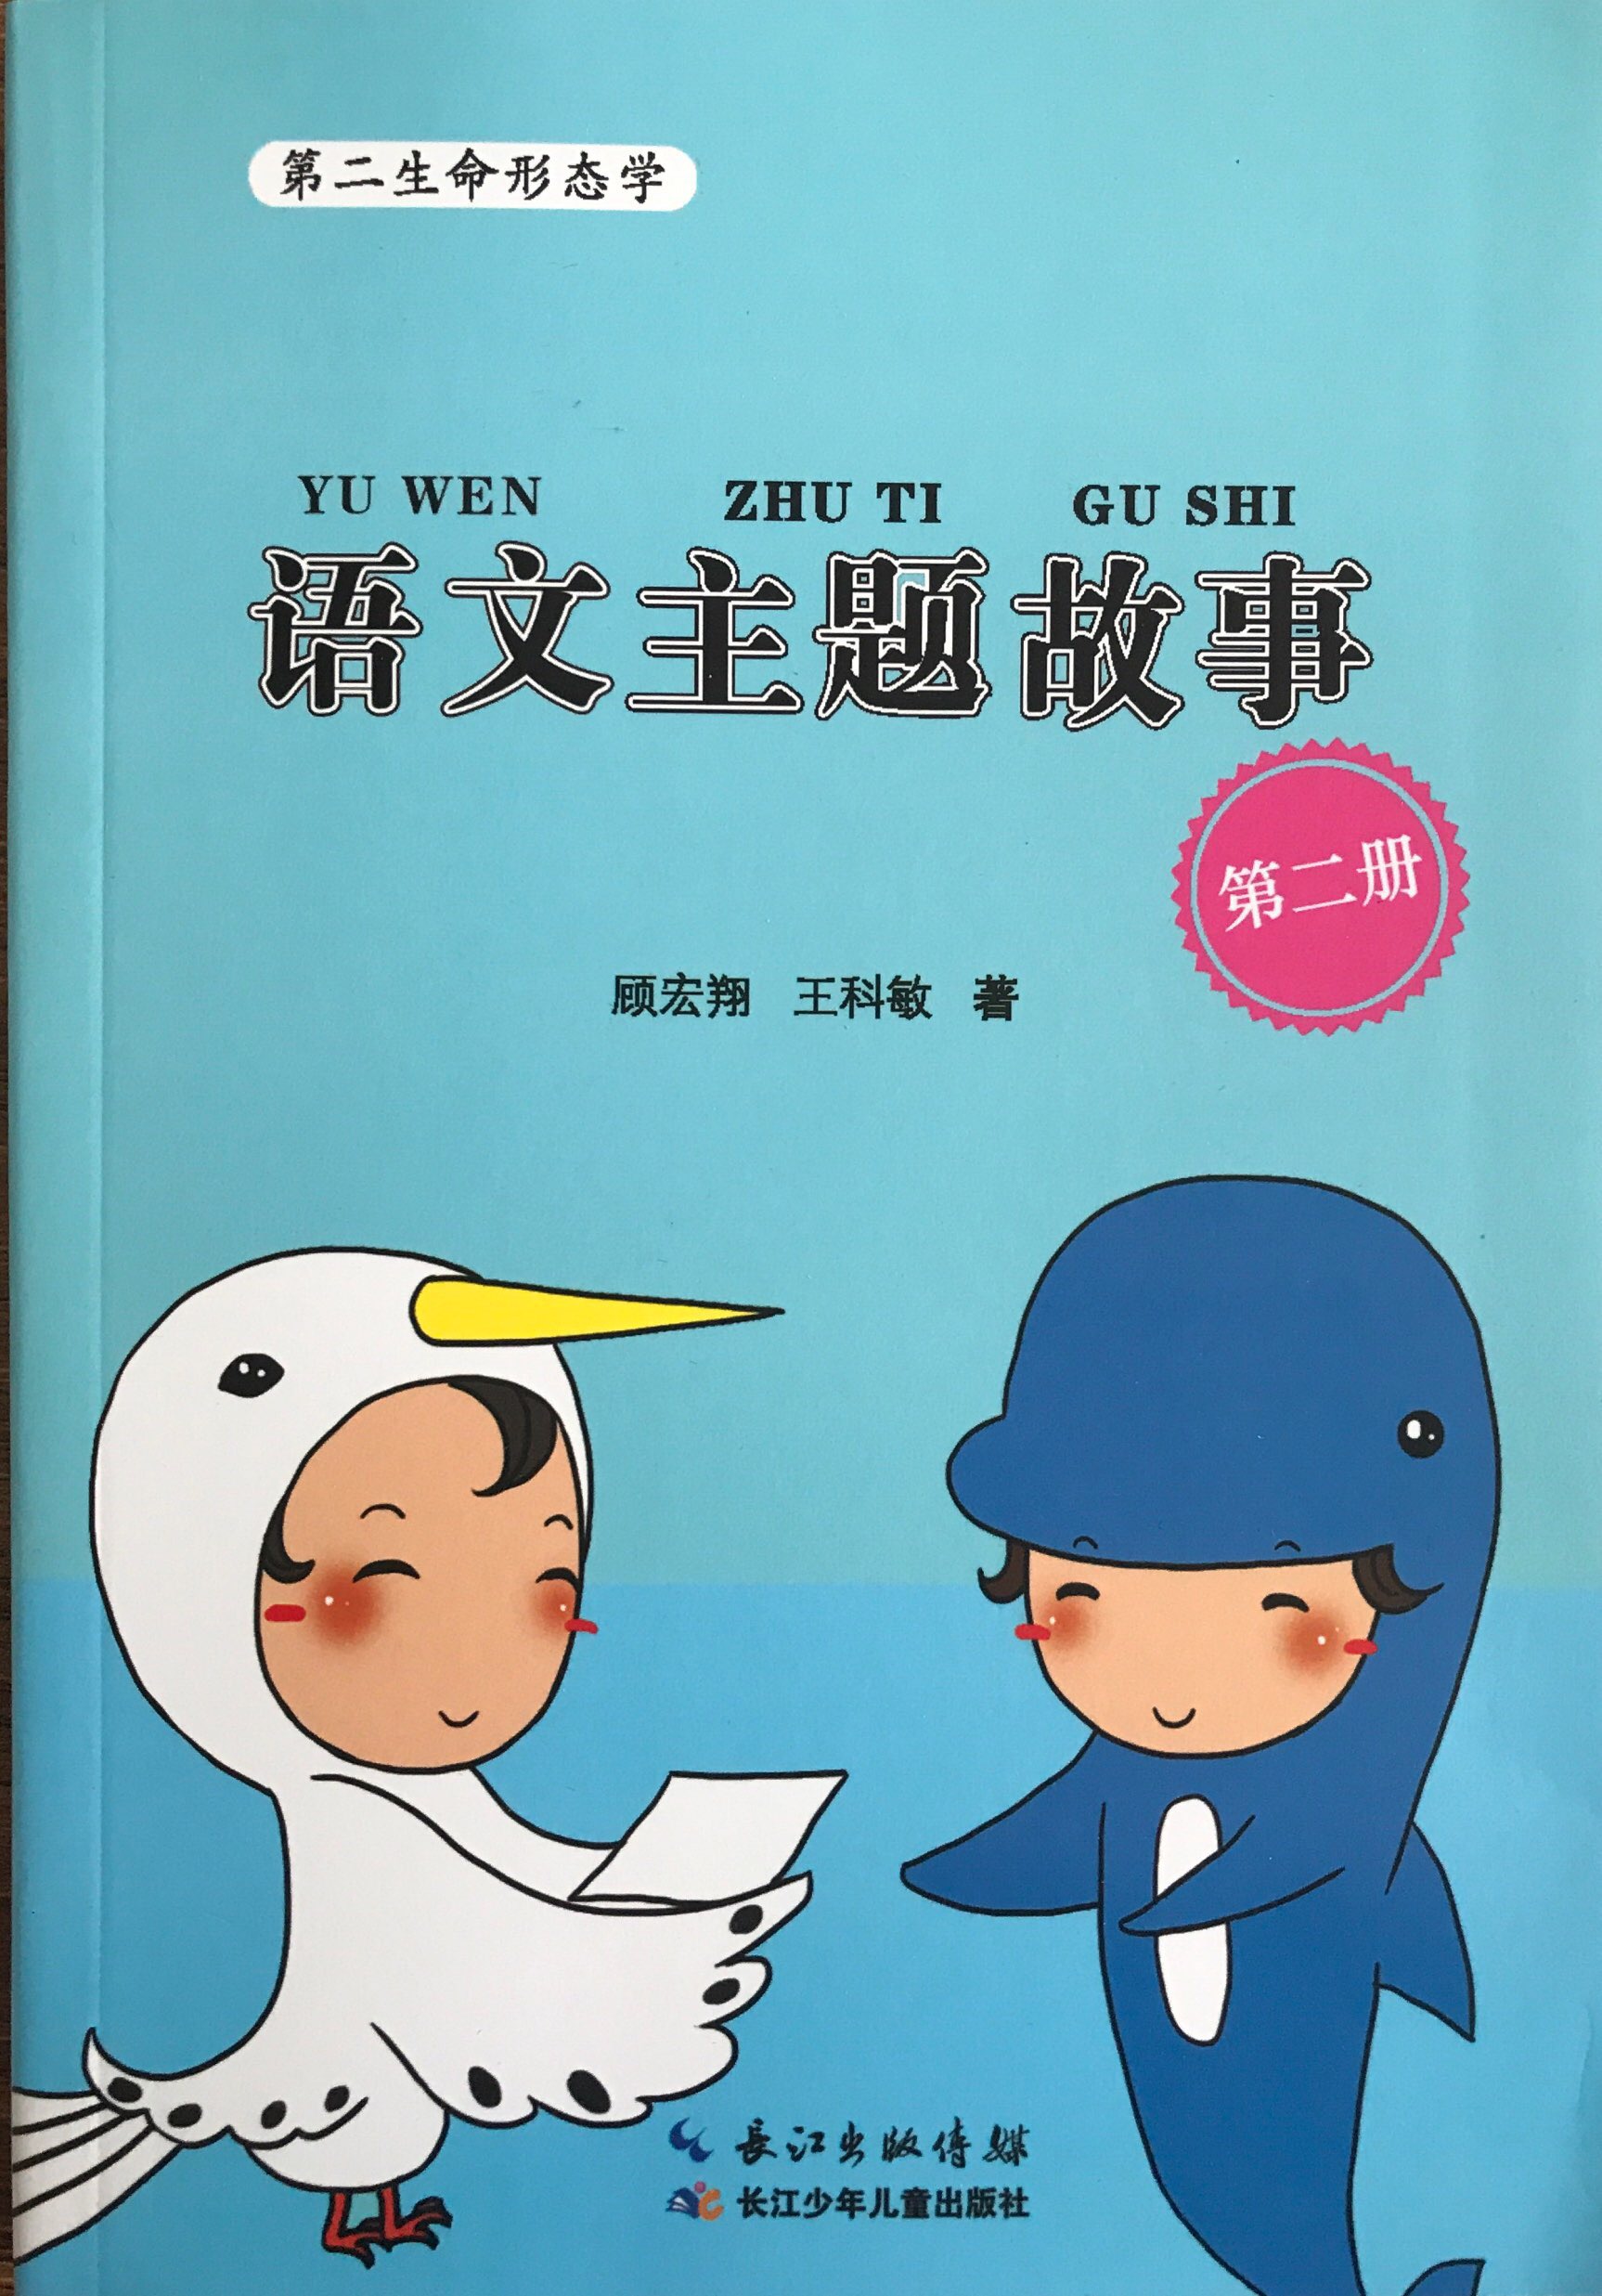 第二生命形态学
YU WEN ZHU TI GU SHI
语文主题故事
第二册
顾宏翔 王科敏 著
長江出版传媒
长江少年儿童出版社